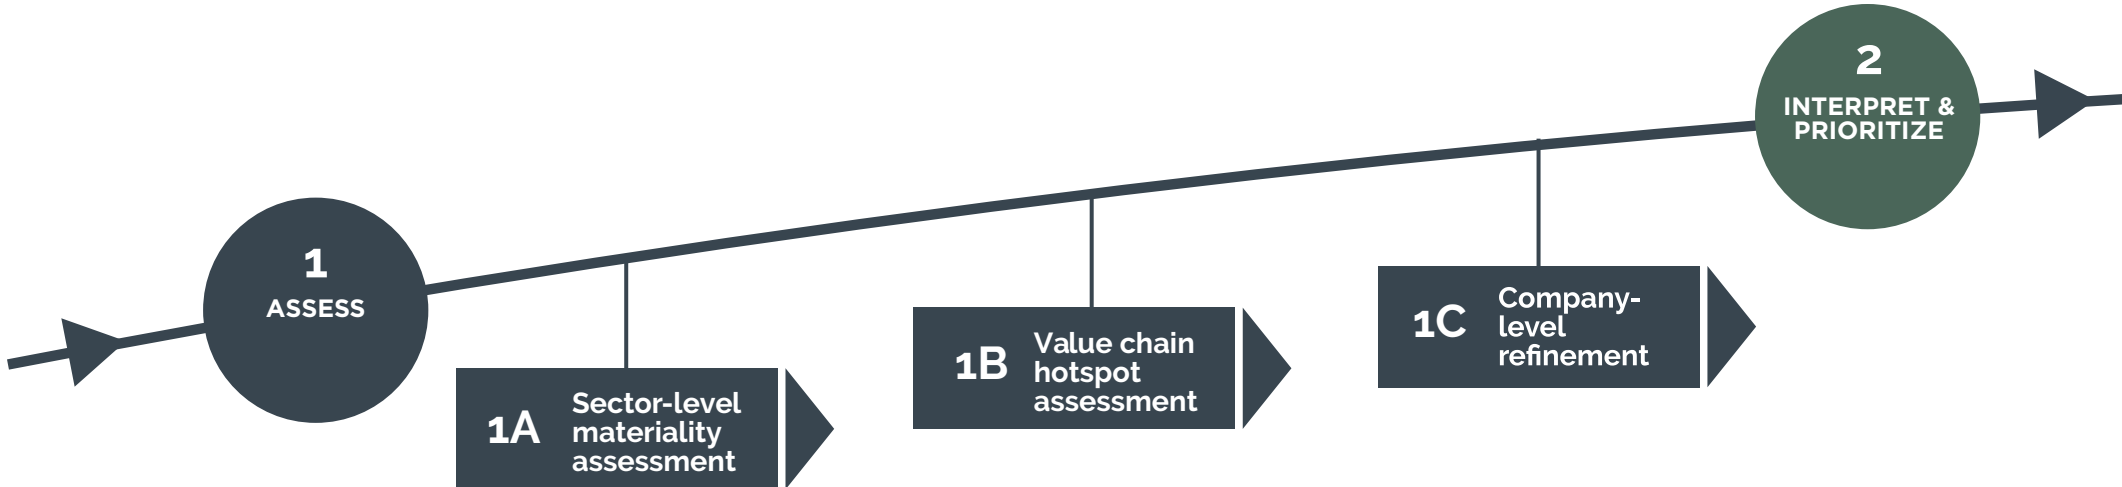 1
ASSESS
1A
Sector-level
materiality
assessment
1B
Value chain
hotspot
assessment
1C
Company-
level
refinement
2
INTERPRET &
PRIORITIZE